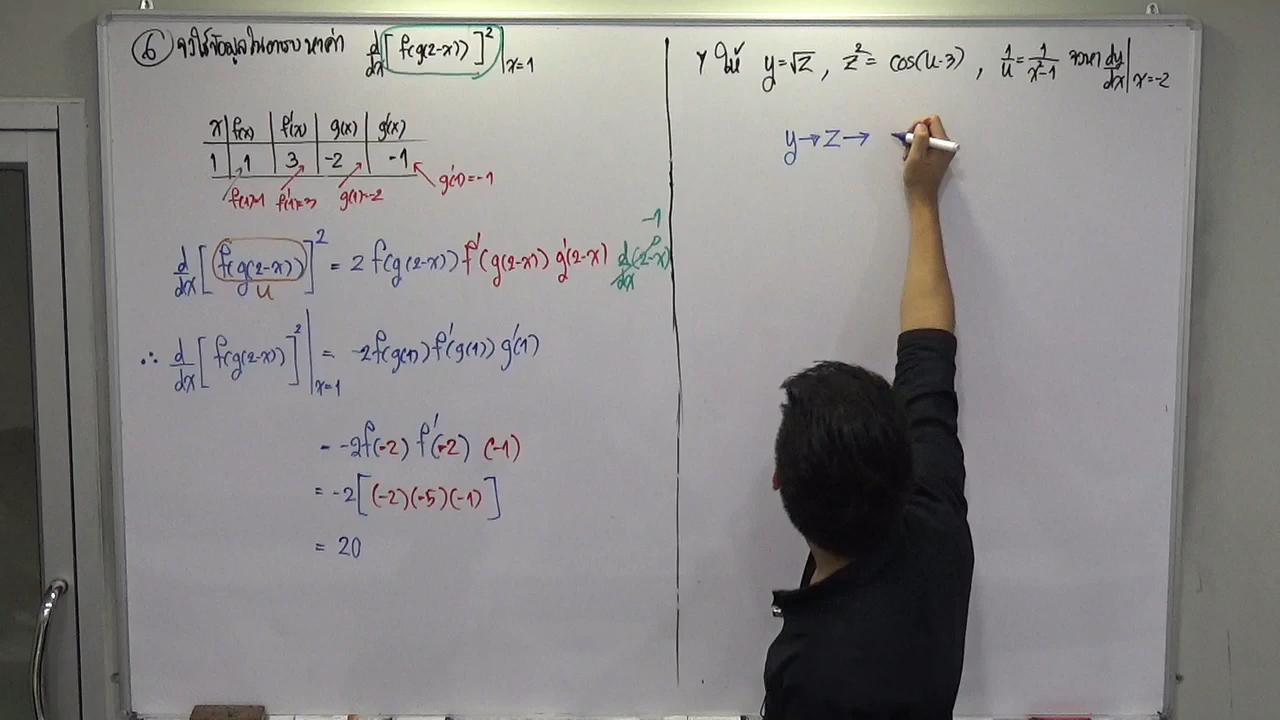 6 จงใช้ข้อมูลในตาราง หาค่า d/dx [f(g(2-x))]² |x=1
x f(x) f'(x) g(x) g'(x)
1 1 3 -2 -1
f(1)=1 f'(1)=3 g(1)=-2 g'(1)=-1
-1
d/dx [f(g(2-x))]² = 2 f(g(2-x)) f'(g(2-x)) g'(2-x) d/dx (2-x)
u
∴ d/dx [f(g(2-x))]² |x=1 = -2f(g(1)) f'(g(1)) g'(1)
= -2f(-2) f'(-2) (-1)
= -2[(-2)(-5)(-1)]
= 20
7 ให้ y=√z , z² = cos(u-3) , 1/u = 1/(x²-1) จงหา dy/dx |x=-2
y→z→